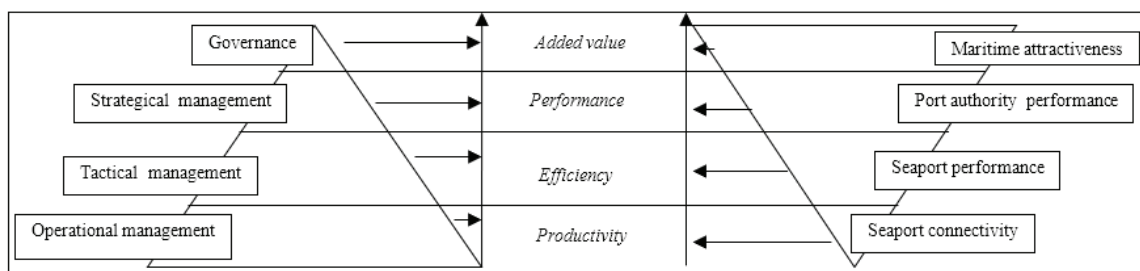 Governance
Added value
Maritime attractiveness
Strategical management
Performance
Port authority performance
Tactical management
Efficiency
Seaport performance
Operational management
Productivity
Seaport connectivity